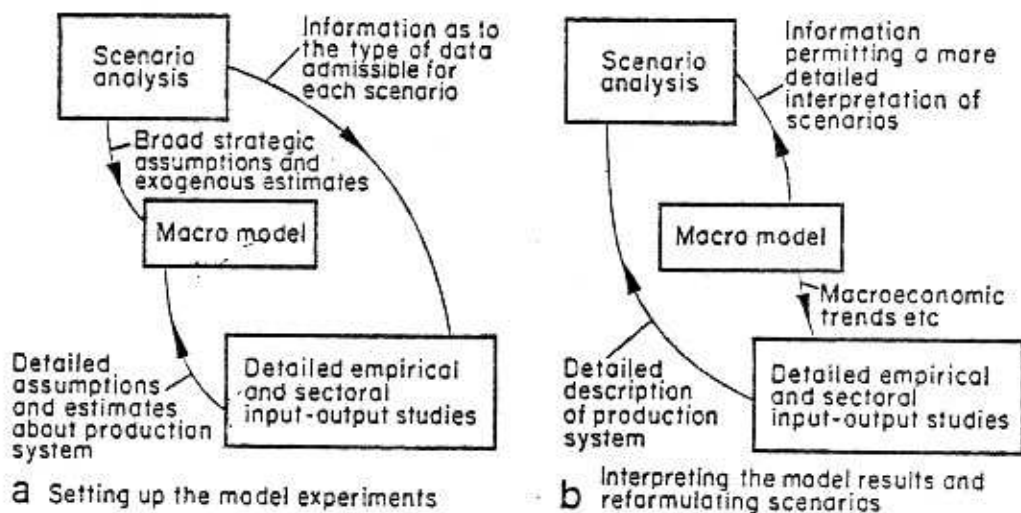 Scenario
analysis
Information as to
the type of data
admissible for
each scenario
Broad strategic
assumptions and
exogenous estimates
Macro model
Detailed
assumptions
and estimates
about production
system
Detailed empirical
and sectoral
input-output studies
a Setting up the model experiments
Scenario
analysis
Information
permitting a more
detailed
interpretation of
scenarios
Macro model
Macroeconomic
trends etc
Detailed
description
of production
system
Detailed empirical
and sectoral
input-output studies
b Interpreting the model results and
reformulating scenarios